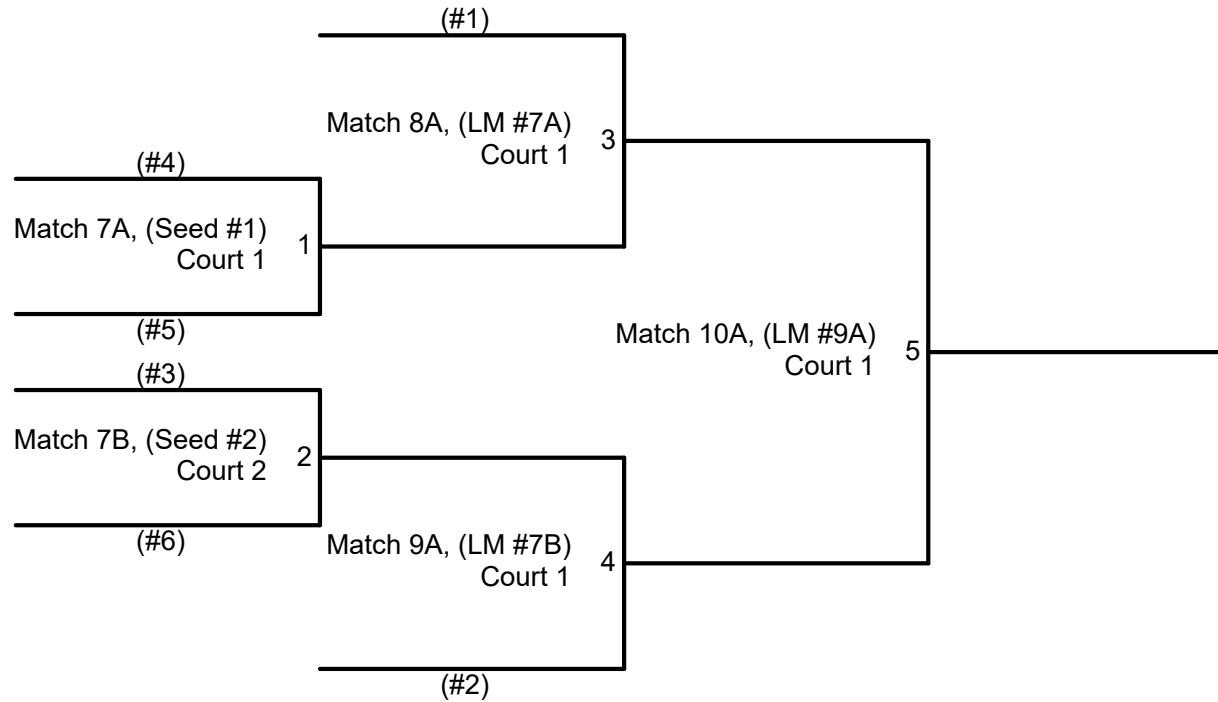 (#1)
Match 8A, (LM #7A)
Court 1
3
(#4)
Match 7A, (Seed #1)
Court 1
1
(#5)
Match 10A, (LM #9A)
Court 1
5
(#3)
Match 7B, (Seed #2)
Court 2
2
(#6)
Match 9A, (LM #7B)
Court 1
4
(#2)